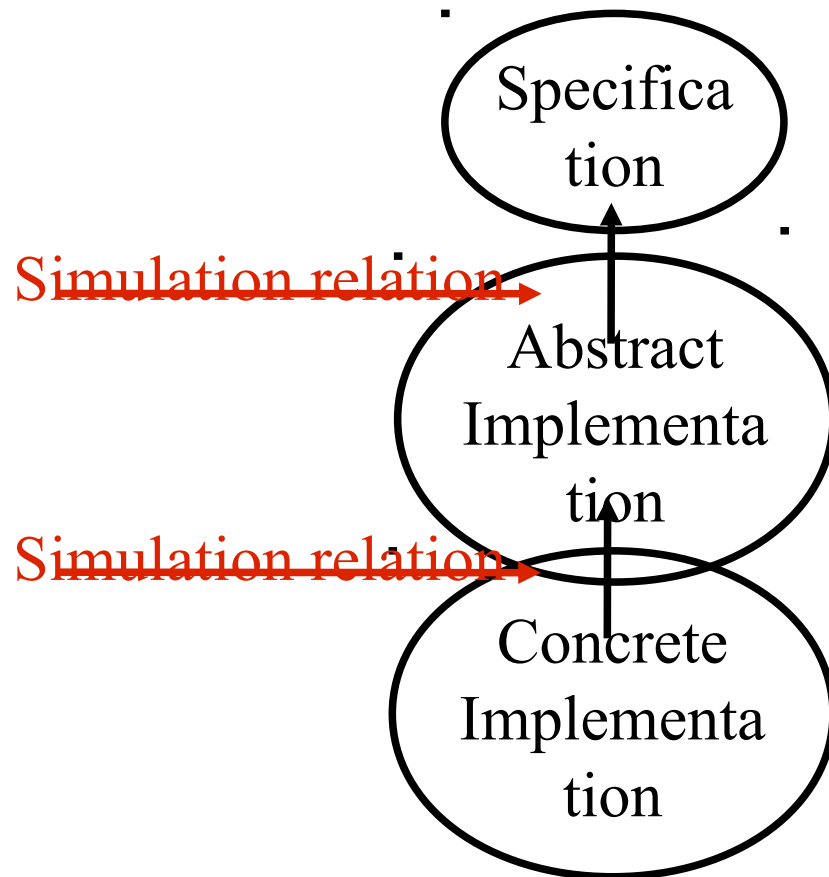 Specifica
tion
Simulation relation
Abstract
Implementa
tion
Simulation relation
Concrete
Implementa
tion